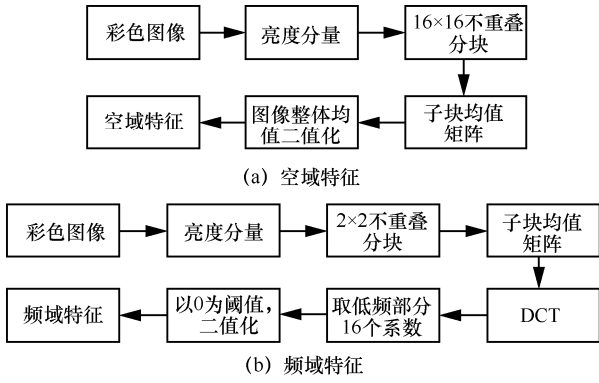 彩色图像
亮度分量
16×16不重叠
分块
空域特征
图像整体均
值二值化
子块均值
矩阵
(a) 空域特征
彩色图像
亮度分量
2×2不重叠
分块
子块均值
矩阵
频域特征
以0为阈值,
二值化
取低频部分
16个系数
DCT
(b) 频域特征